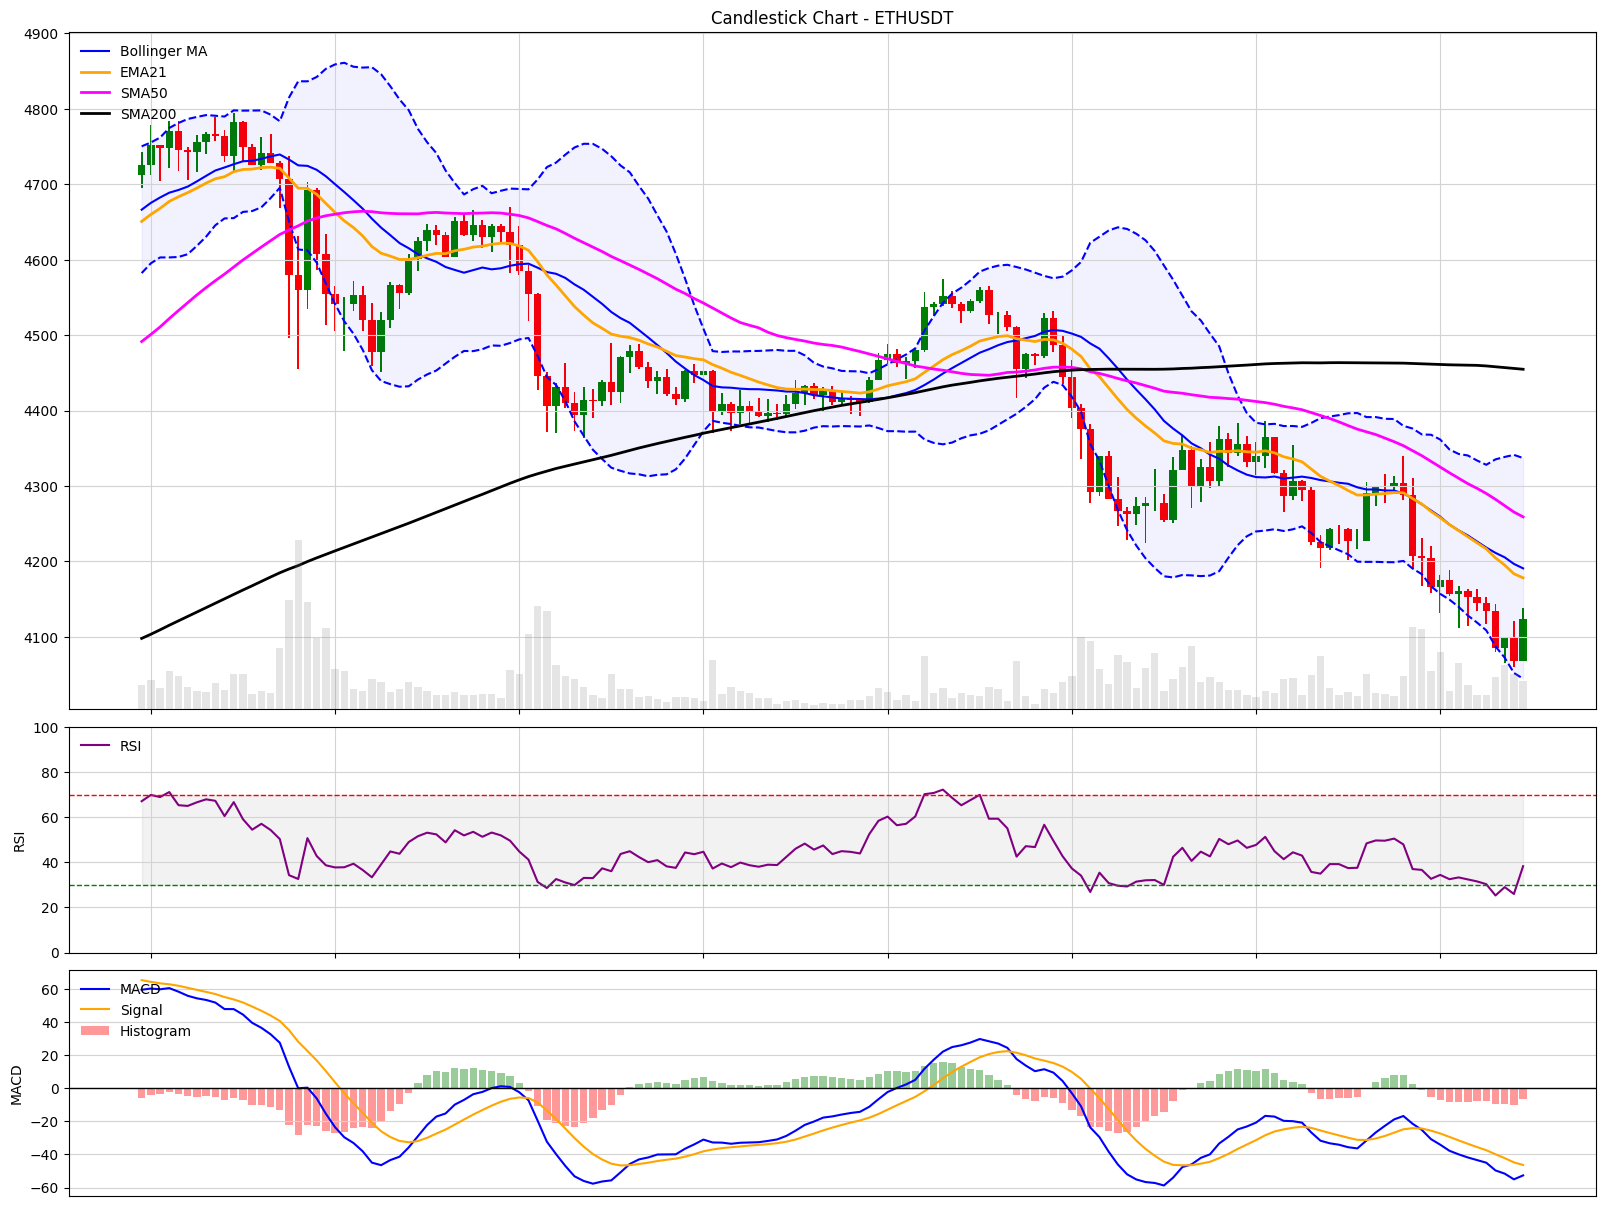 Candlestick Chart - ETHUSDT
4900
4800
4700
4600
4500
4400
4300
4200
4100
Bollinger MA
EMA21
SMA50
SMA200
100
80
60
40
20
0
RSI
RSI
60
40
20
0
−20
−40
−60
MACD
MACD
Signal
Histogram